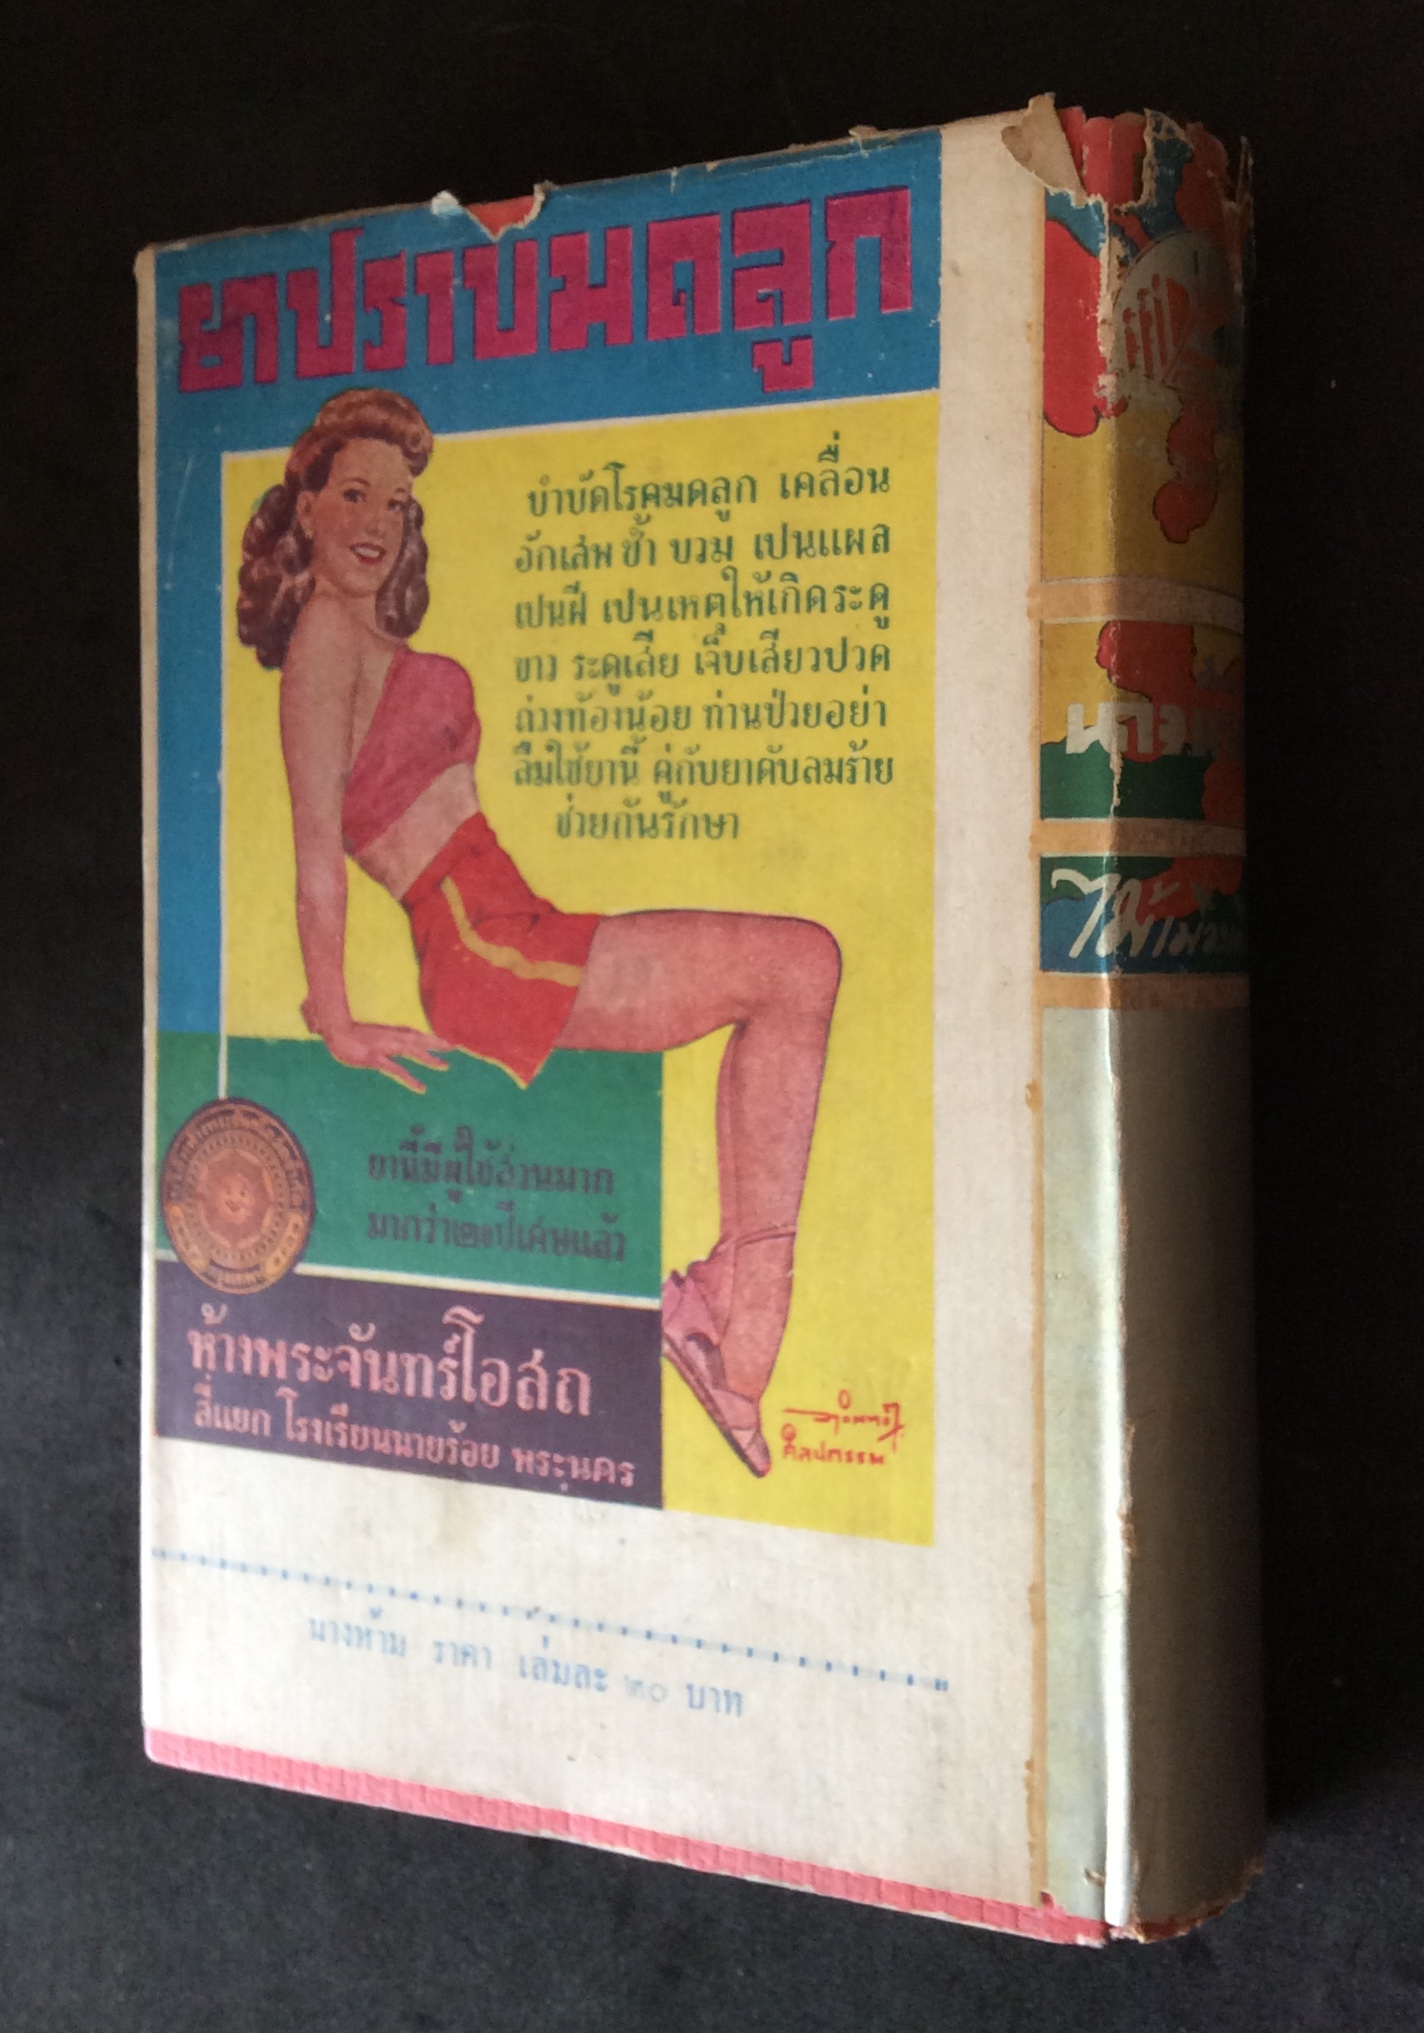 ยาปราบมดลูก
บำบัดโรคมดลูก เคลื่อน
อักเสพ ช้ำ บวม เปนแผล
เปนฝี เปนเหตุให้เกิดระดู
ขาว ระดูเสีย เจ็บเสียวปวด
ถ่วงท้องน้อย ท่านป่วยอย่า
ลืมใช้ยานี้ คู่กับยาดับลมร้าย
ช่วยกันรักษา
ยานี้มีผู้ใช้ส่วนมาก
มากว่า๒๐ปีเศษแล้ว
ห้างพระจันทร์โอสถ
สี่แยก โรงเรียนนายร้อย พระนคร
ศิลปกรรม
นางห้าม ราคา เล่มละ ๒๐ บาท